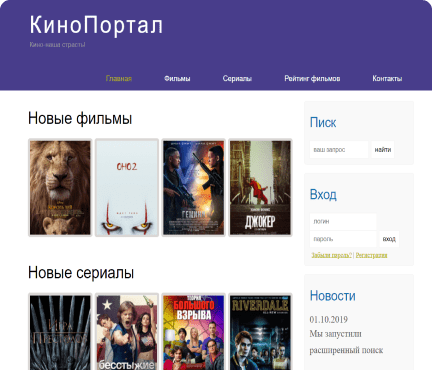 КиноПортал
Кино-наша страсть!
Главная
Фильмы
Сериалы
Рейтинг фильмов
Контакты
Новые фильмы
ОНО 2
ГЕМИНИ
ДЖОКЕР
Новые сериалы
ИГРА
ПРЕСТОЛОВ
бесстыжие
ТЕОРИЯ
БОЛЬШОГО
ВЗРЫВА
RIVERDALE
Писк
ваш запрос
найти
Вход
логин
пароль
вход
Забыли пароль? | Регистрация
Новости
01.10.2019
Мы запустили
расширенный поиск